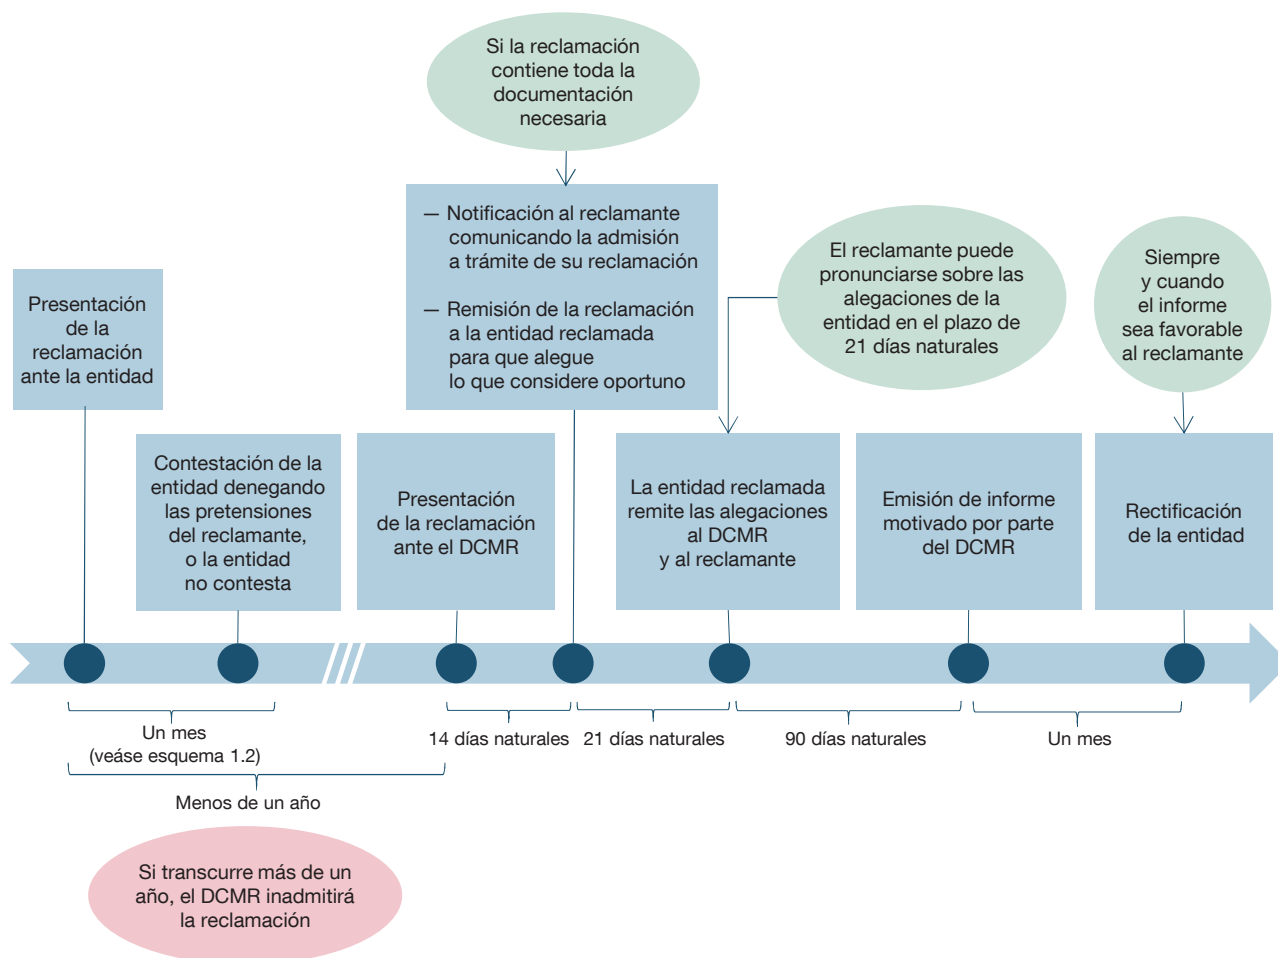 Si la reclamación
contiene toda la
documentación
necesaria
— Notificación al reclamante
comunicando la admisión
a trámite de su reclamación
— Remisión de la reclamación
a la entidad reclamada
para que alegue
lo que considere oportuno
El reclamante puede
pronunciarse sobre las
alegaciones de la
entidad en el plazo de
21 días naturales
Siempre
y cuando
el informe
sea favorable
al reclamante
Presentación
de la
reclamación
ante la entidad
Contestación de la
entidad denegando
las pretensiones
del reclamante,
o la entidad
no contesta
Presentación
de la reclamación
ante el DCMR
La entidad reclamada
remite las alegaciones
al DCMR
y al reclamante
Emisión de informe
motivado por parte
del DCMR
Rectificación
de la entidad
Un mes
(veáse esquema 1.2)
14 días naturales
21 días naturales
90 días naturales
Un mes
Menos de un año
Si transcurre más de un
año, el DCMR inadmitirá
la reclamación